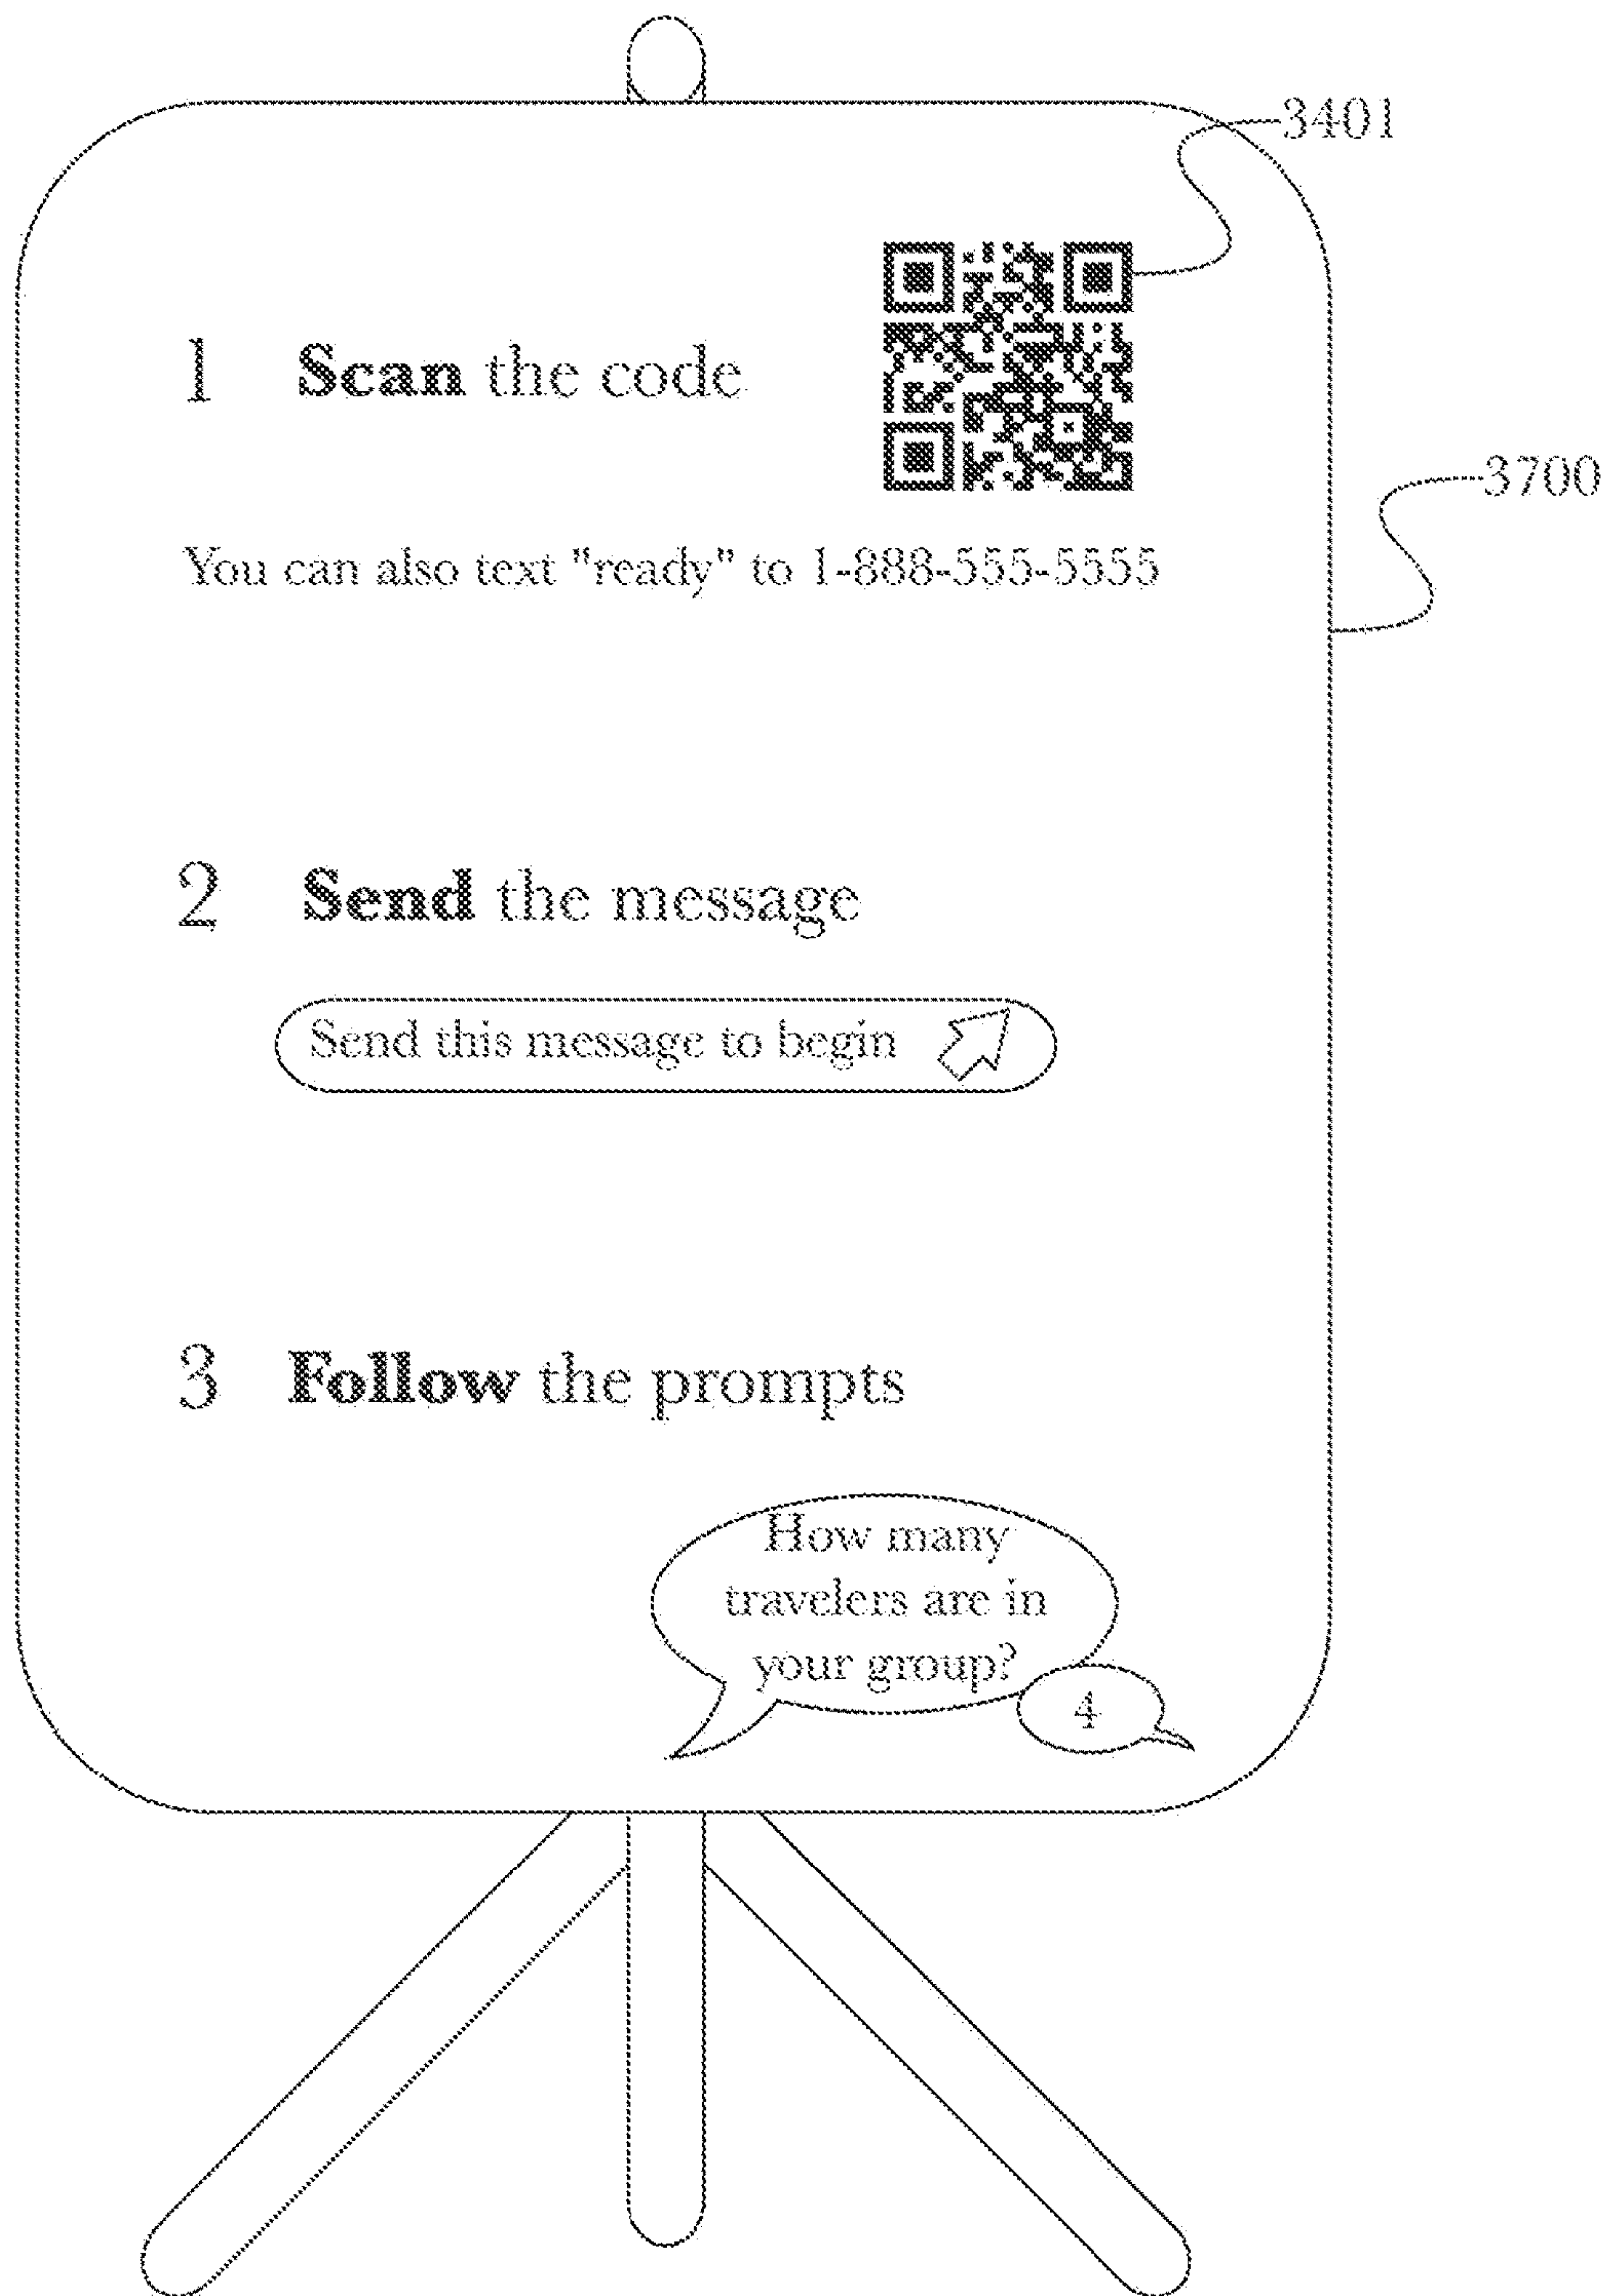 3401
1 Scan the code
3700
You can also text "ready" to 1-888-555-5555
2 Send the message
Send this message to begin
3 Follow the prompts
How many
travelers are in
your group?
4